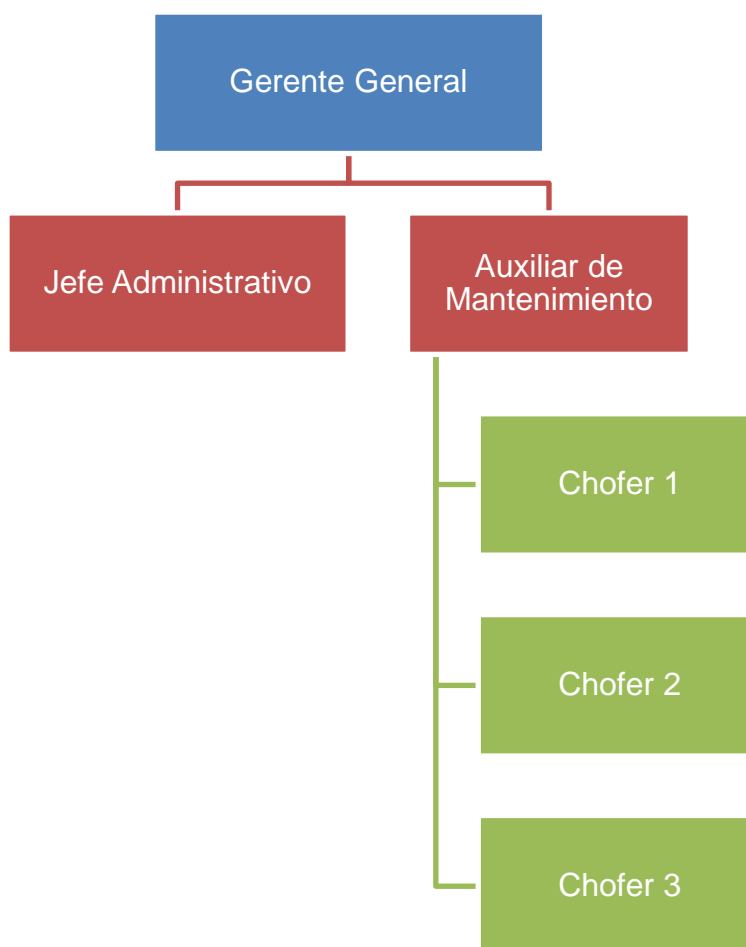 Gerente General
Jefe Administrativo
Auxiliar de
Mantenimiento
Chofer 1
Chofer 2
Chofer 3